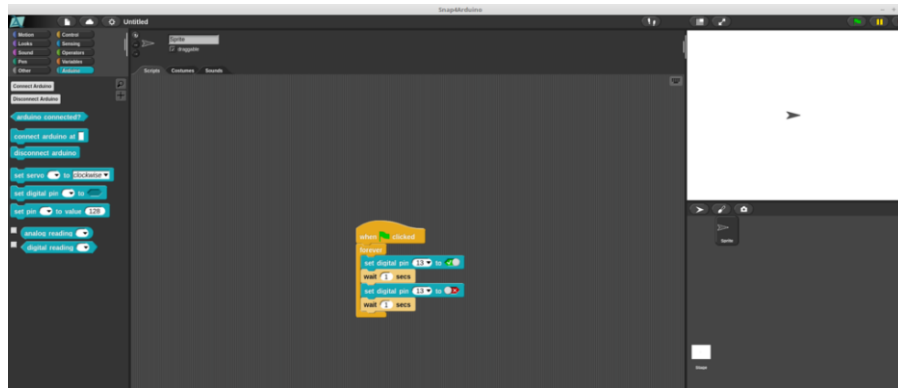 Snap4Arduino
Untitled
Motion Control
Looks Sensing
Sound Operators
Pen Variables
Other Arduino
Sprite
draggable
Scripts Costumes Sounds
Connect Arduino
Disconnect Arduino
arduino connected?
connect arduino at
disconnect arduino
set servo to clockwise
set digital pin to
set pin to value 128
analog reading
digital reading
when clicked
forever
set digital pin 13 to
wait 1 secs
set digital pin 13 to
wait 1 secs
Sprite
Stage